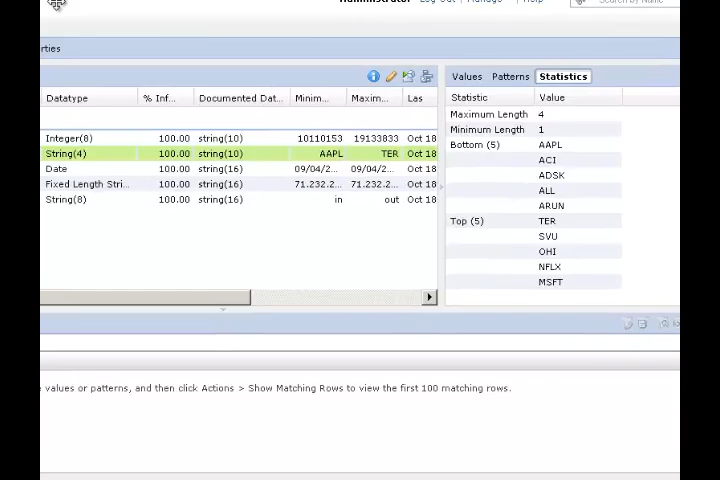 Administrator Log Out Manage Help Search by Name
rties
Values Patterns Statistics
Datatype % Inf... Documented Dat... Minim... Maxim... Las
Statistic Value
Maximum Length 4
Minimum Length 1
Integer(8) 100.00 string(10) 10110153 19133833 Oct 18
String(4) 100.00 string(10) AAPL TER Oct 18
Date 100.00 string(16) 09/04/2... 09/04/2... Oct 18
Fixed Length Stri... 100.00 string(16) 71.232.2... 71.232.2... Oct 18
String(8) 100.00 string(16) in out Oct 18
Bottom (5) AAPL
ACI
ADSK
ALL
ARUN
Top (5) TER
SVU
OHI
NFLX
MSFT
values or patterns, and then click Actions > Show Matching Rows to view the first 100 matching rows.